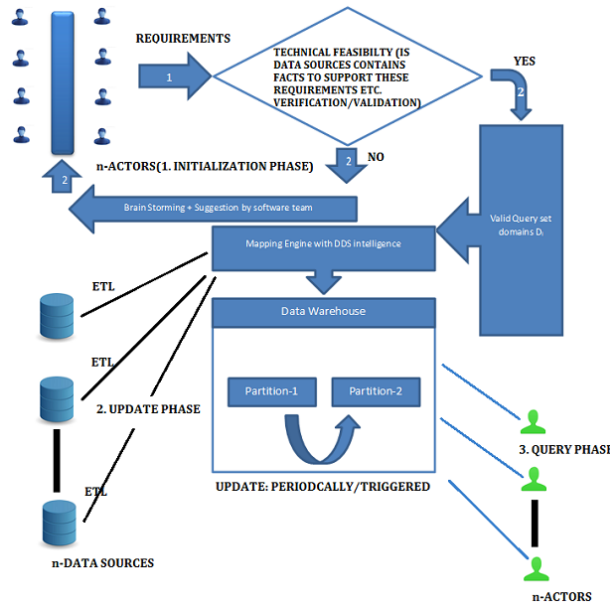 REQUIREMENTS
1
TECHNICAL FEASIBILTY (IS
DATA SOURCES CONTAINS
FACTS TO SUPPORT THESE
REQUIREMENTS ETC.
VERIFICATION/VALIDATION)
YES
2
NO
2
n-ACTORS(1. INITIALIZATION PHASE)
2
Brain Storming + Suggestion by software team
Valid Query set
domains Dᵢ
Mapping Engine with DDS intelligence
ETL
Data Warehouse
ETL
Partition-1
Partition-2
2. UPDATE PHASE
3. QUERY PHASE
UPDATE: PERIODCALLY/TRIGGERED
ETL
n-DATA SOURCES
n-ACTORS